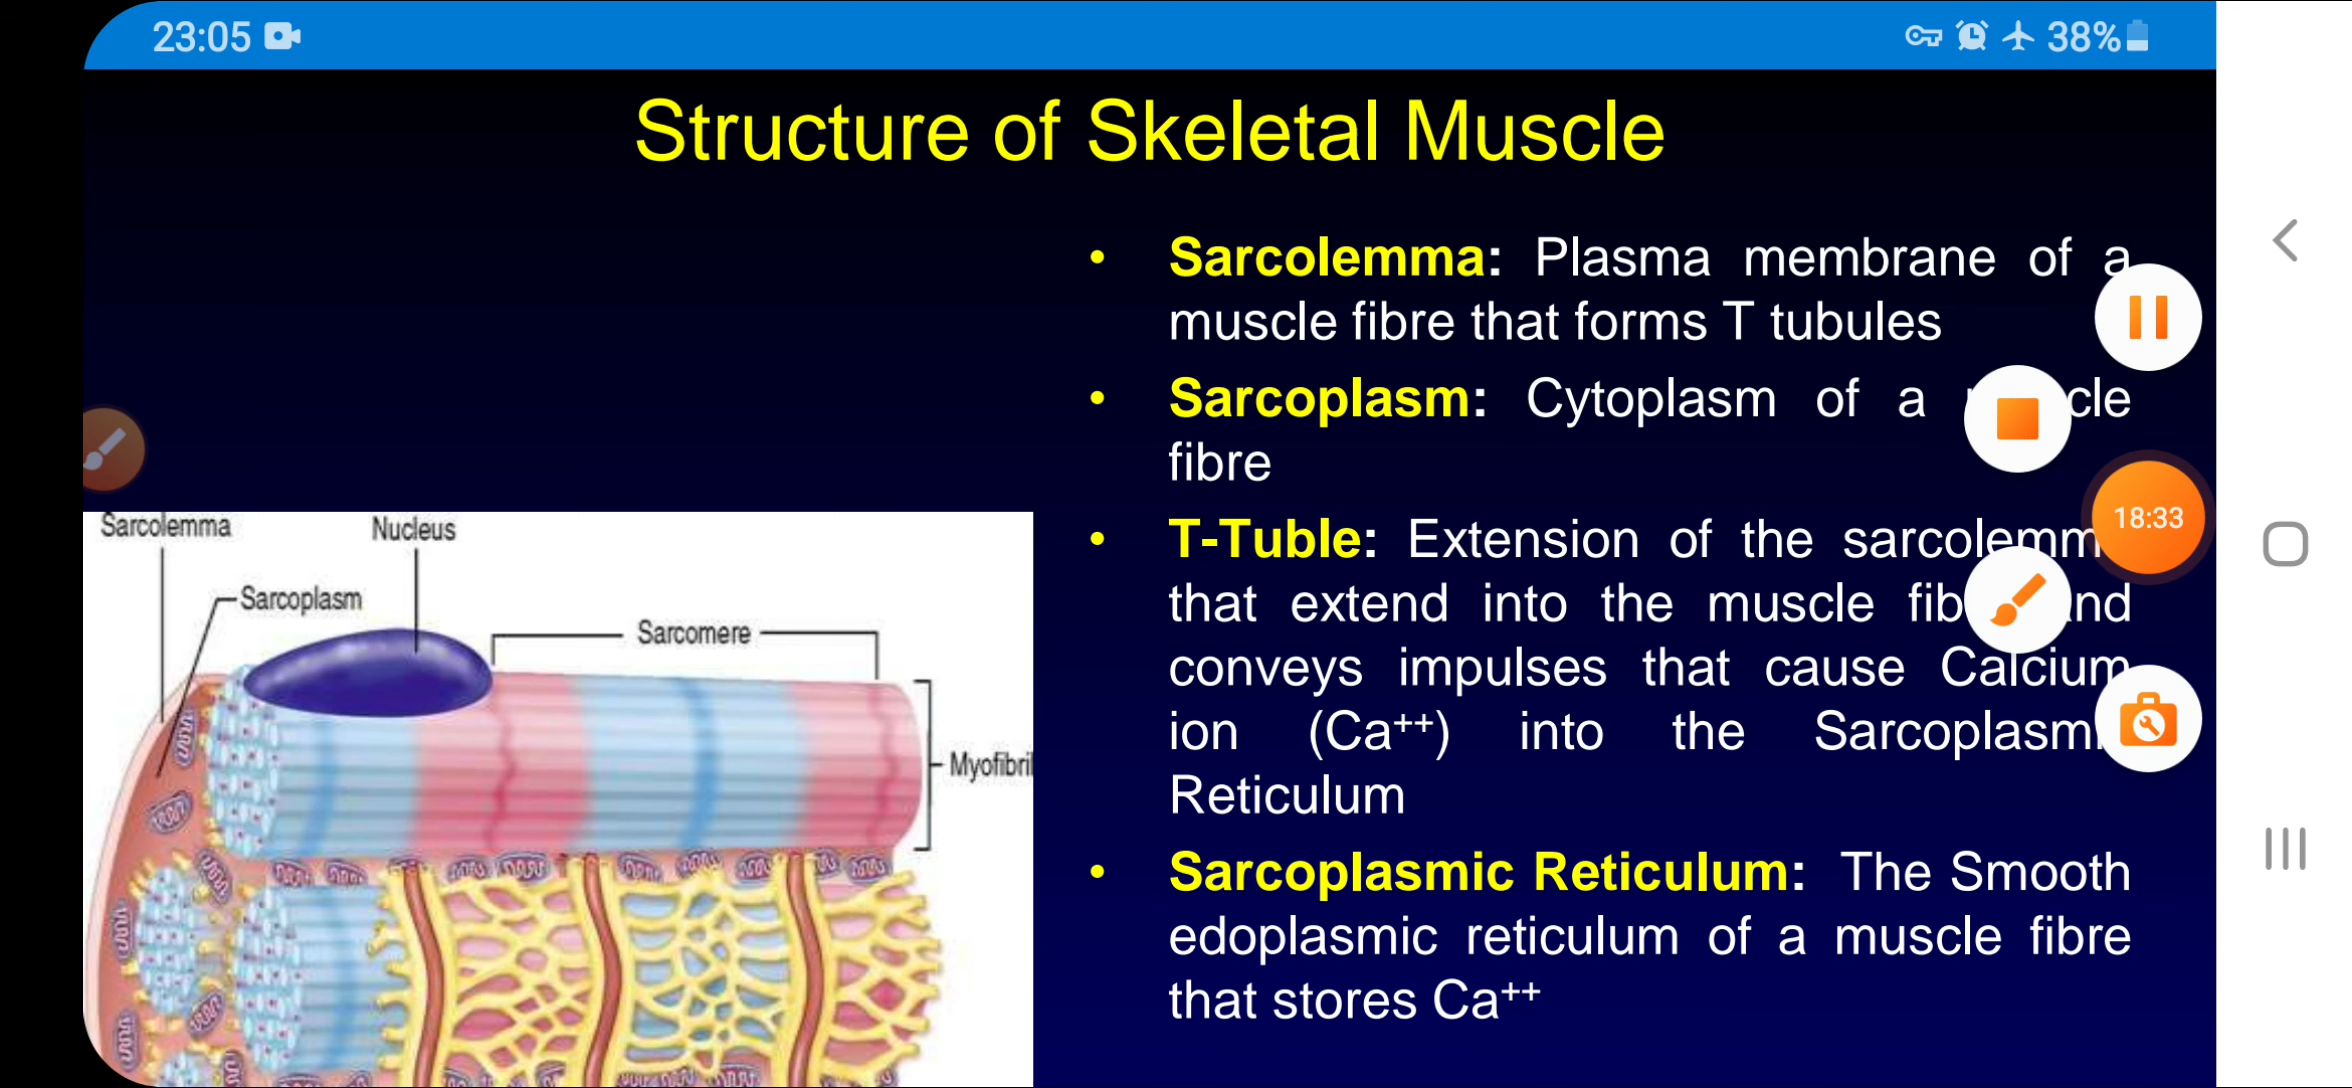 23:05
38%
Structure of Skeletal Muscle
• Sarcolemma: Plasma membrane of a
muscle fibre that forms T tubules
• Sarcoplasm: Cytoplasm of a
fibre
• T-Tuble: Extension of the
that extend into the muscle
conveys impulses that cause Calcium
ion (Ca++) into the
Reticulum
• Sarcoplasmic Reticulum: The Smooth
edoplasmic reticulum of a muscle fibre
that stores Ca++
18:33
Sarcolemma
Nucleus
Sarcoplasm
Sarcomere
Myofibril